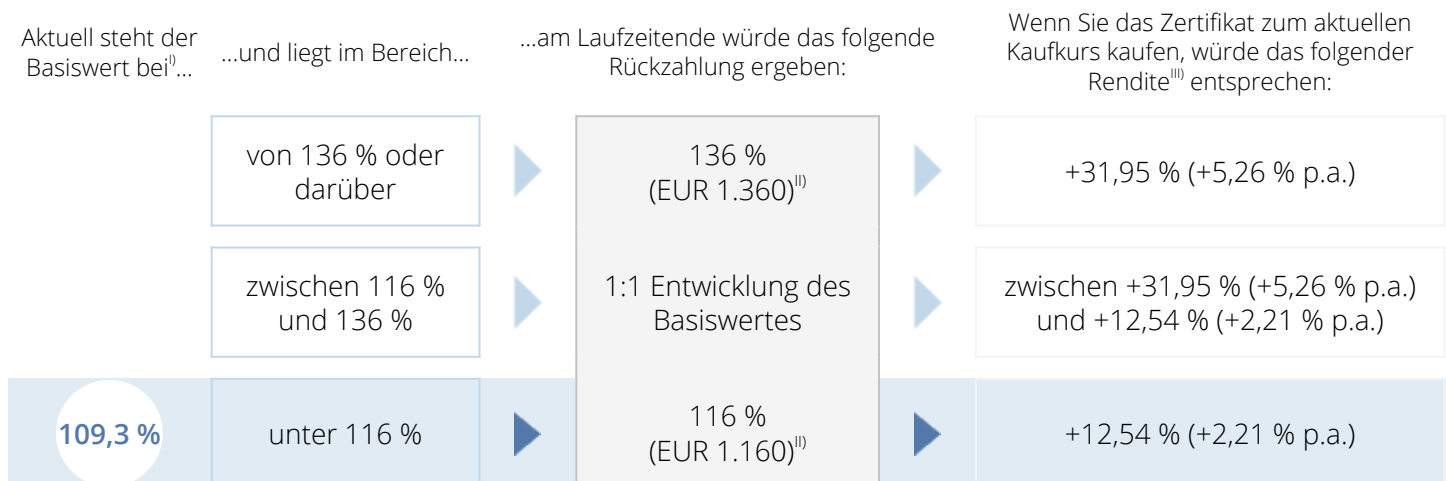 Aktuell steht der
Basiswert bei^I)...
...und liegt im Bereich...
...am Laufzeitende würde das folgende
Rückzahlung ergeben:
Wenn Sie das Zertifikat zum aktuellen
Kaufkurs kaufen, würde das folgender
Rendite^III) entsprechen:
von 136 % oder
darüber
136 %
(EUR 1.360)^II)
+31,95 % (+5,26 % p.a.)
zwischen 116 %
und 136 %
1:1 Entwicklung des
Basiswertes
zwischen +31,95 % (+5,26 % p.a.)
und +12,54 % (+2,21 % p.a.)
109,3 %
unter 116 %
116 %
(EUR 1.160)^II)
+12,54 % (+2,21 % p.a.)